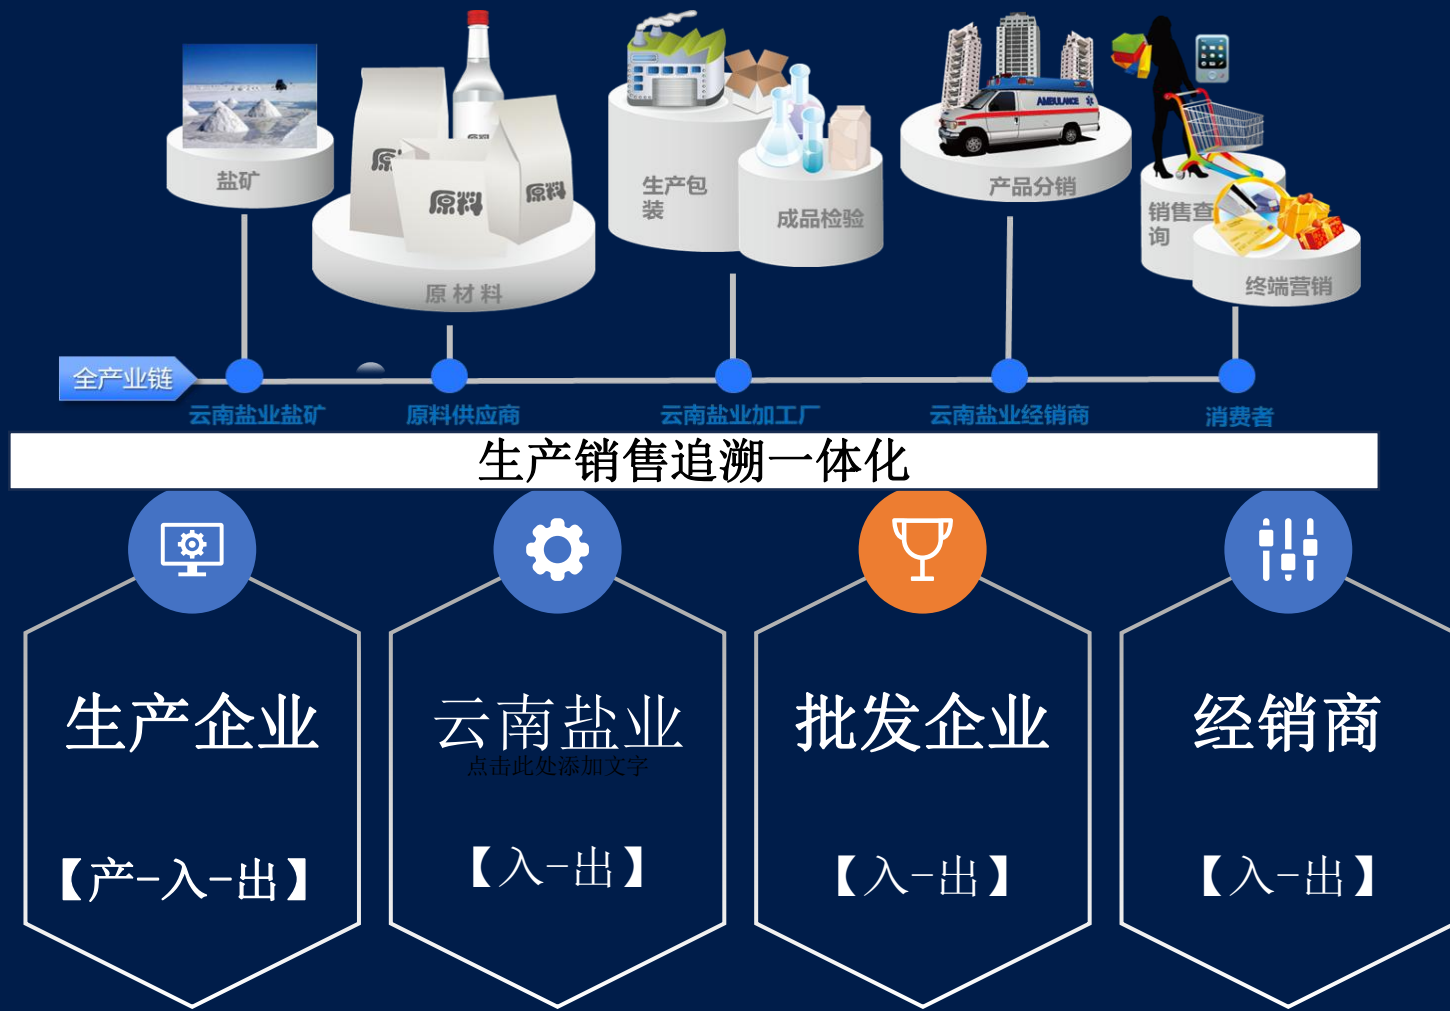 AMBULANCE
原料
原料
原料
原料
盐矿
原材料
生产包
装
成品检验
产品分销
销售查
询
终端营销
全产业链
云南盐业盐矿
原料供应商
云南盐业加工厂
云南盐业经销商
消费者
生产销售追溯一体化
生产企业
云南盐业
点击此处添加文字
批发企业
经销商
【产-入-出】
【入-出】
【入-出】
【入-出】